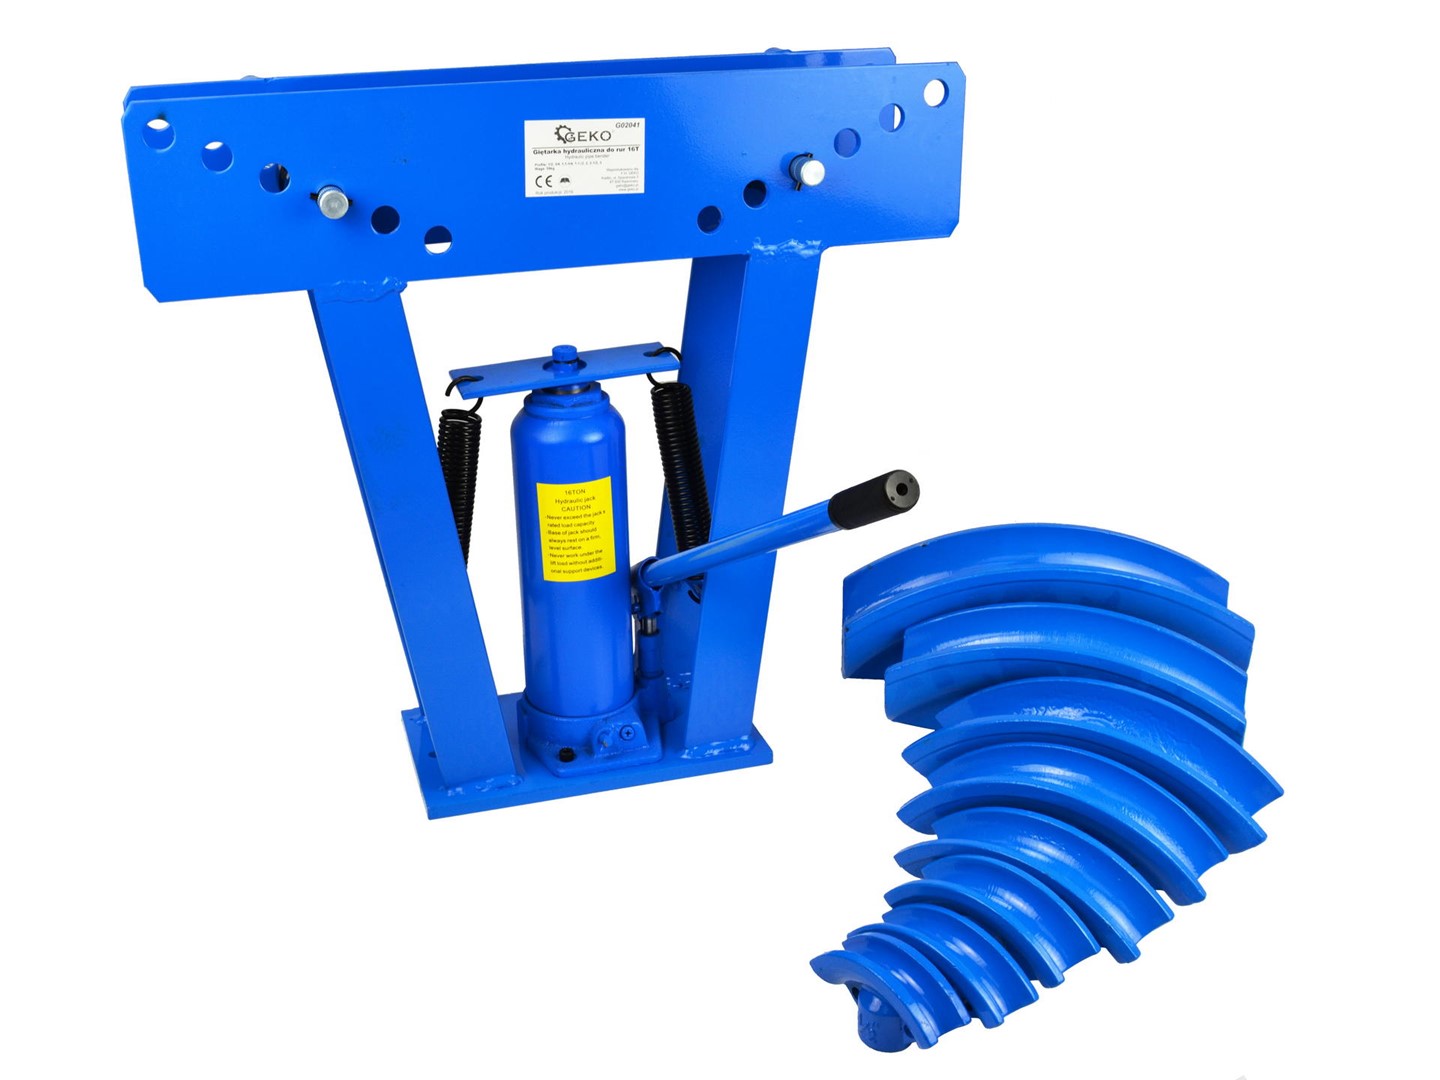 G02041
GEKO
Giętarka hydrauliczna do rur 16T
Hydraulic pipe bender
CE
16TON
Hydraulic jack
CAUTION
Never exceed the jack's
rated load capacity
Base of jack should
always rest on a firm,
level surface.
Never work under the
lift load without additi
onal support devices.